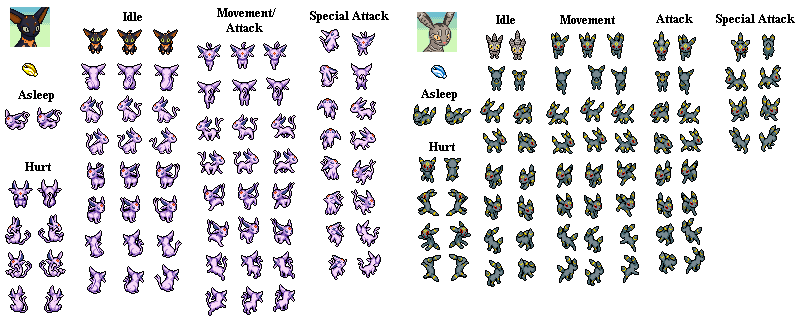 Idle
Movement/
Attack
Special Attack
Asleep
Hurt
Idle
Movement
Attack
Special Attack
Asleep
Hurt